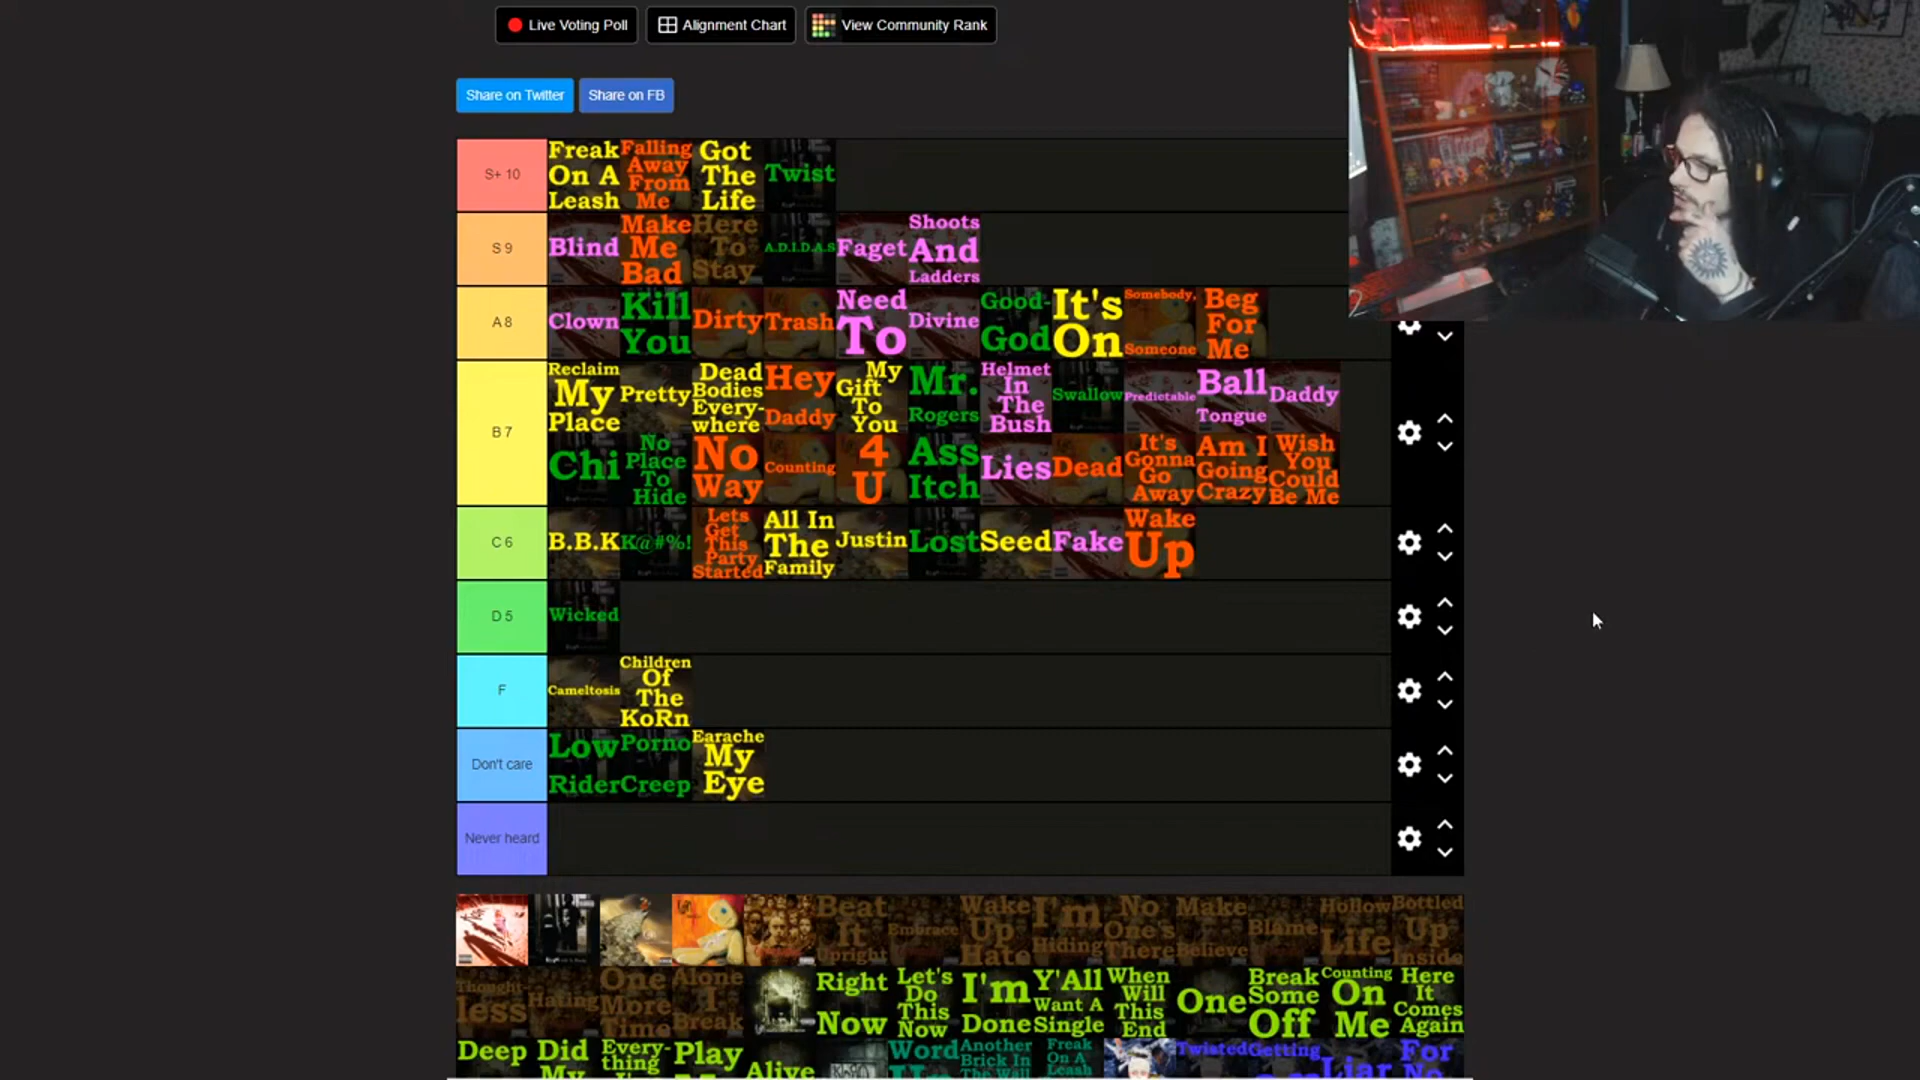 Live Voting Poll
Alignment Chart
View Community Rank
Share on Twitter
Share on FB
S+ 10
Freak On A Leash
Falling Away From Me
Got The Life
Twist
S 9
Blind
Make Me Bad
Here To Stay
A.D.I.D.A.S
Faget
Shoots And Ladders
A 8
Clown
Kill You
Dirty
Trash
Need To
Divine
Good- God
It's On
Somebody, Someone
Beg For Me
B 7
Reclaim My Place
Pretty
Dead Bodies Every-where
Hey Daddy
My Gift To You
Mr. Rogers
Helmet In The Bush
Swallow
Predictable
Ball Tongue
Daddy
Chi
No Place To Hide
No Way
Counting
4 U
Ass Itch
Lies
Dead
It's Gonna Go Away
Am I Going Crazy
Wish You Could Be Me
C 6
B.B.K
K@#%!
Lets Get This Party Started
All In The Family
Justin
Lost
Seed
Fake
Wake Up
D 5
Wicked
F
Cameltosis
Children Of The KoRn
Don't care
Low Rider
Porno Creep
Earache My Eye
Never heard
Beat It Upright
Embrace
Wake Up Hate
I'm Hiding
No One's There
Make Believe
Blame
Hollow Life
Bottled Up Inside
Thought-less
Hating
One More Time
Alone I Break
Right Now
Let's Do This Now
I'm Done
Y'All Want A Single
When Will This End
One
Break Some Off
Counting On Me
Here It Comes Again
Deep
Did My
Every-thing
Play
Alive
Word Up
Another Brick In The Wall
Freak On A Leash
Twisted
Getting
Liar
For No